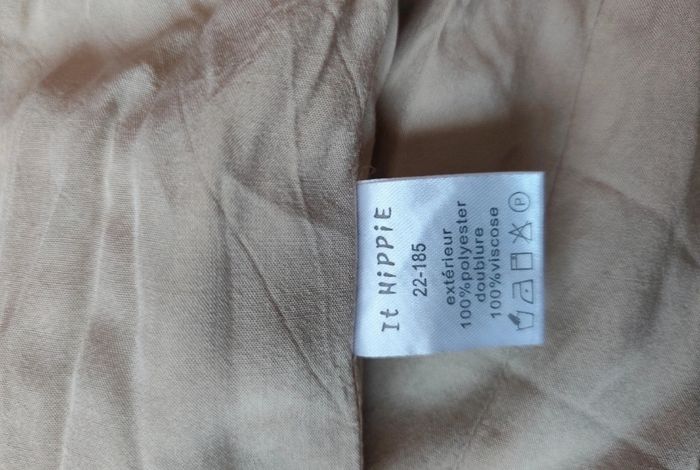 It HiPPiE
22-185
extérieur
100%polyester
doublure
100%viscose
P